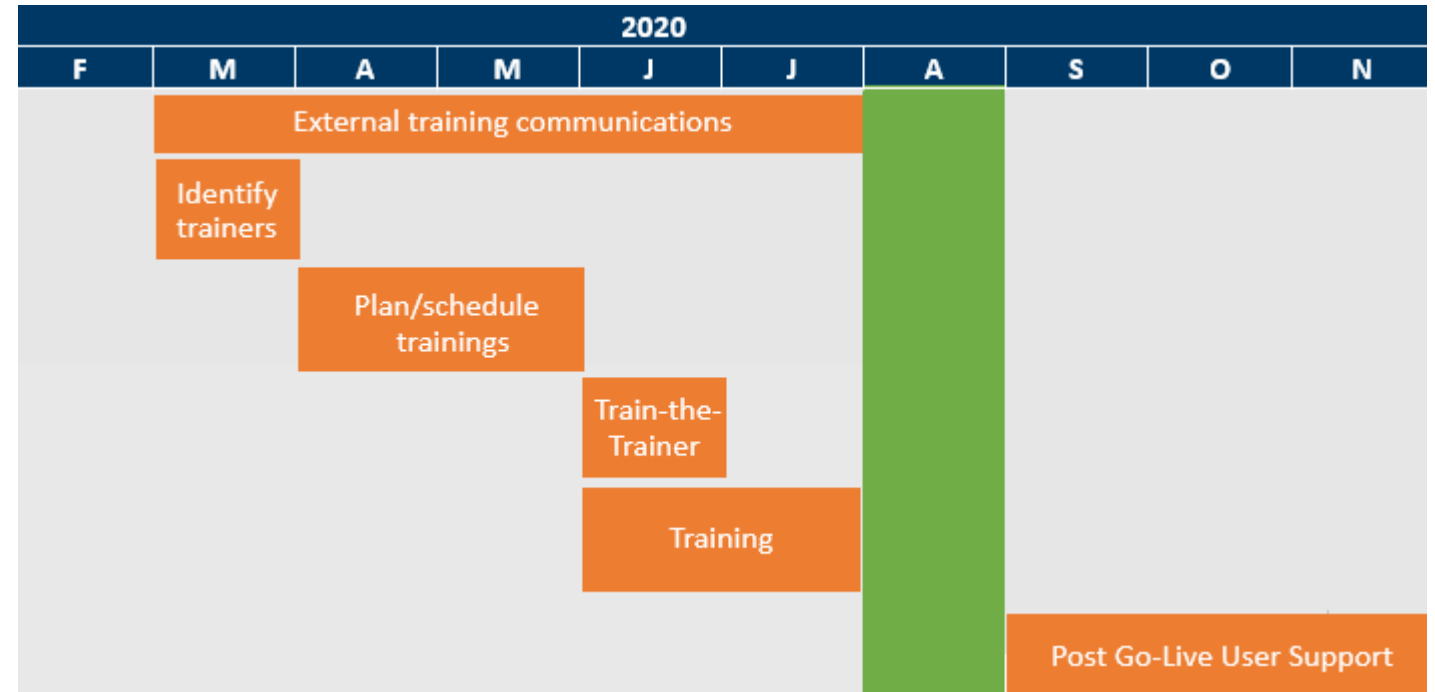 2020
F M A M J J A S O N
External training communications
Identify
trainers
Plan/schedule
trainings
Train-the-
Trainer
Training
Post Go-Live User Support